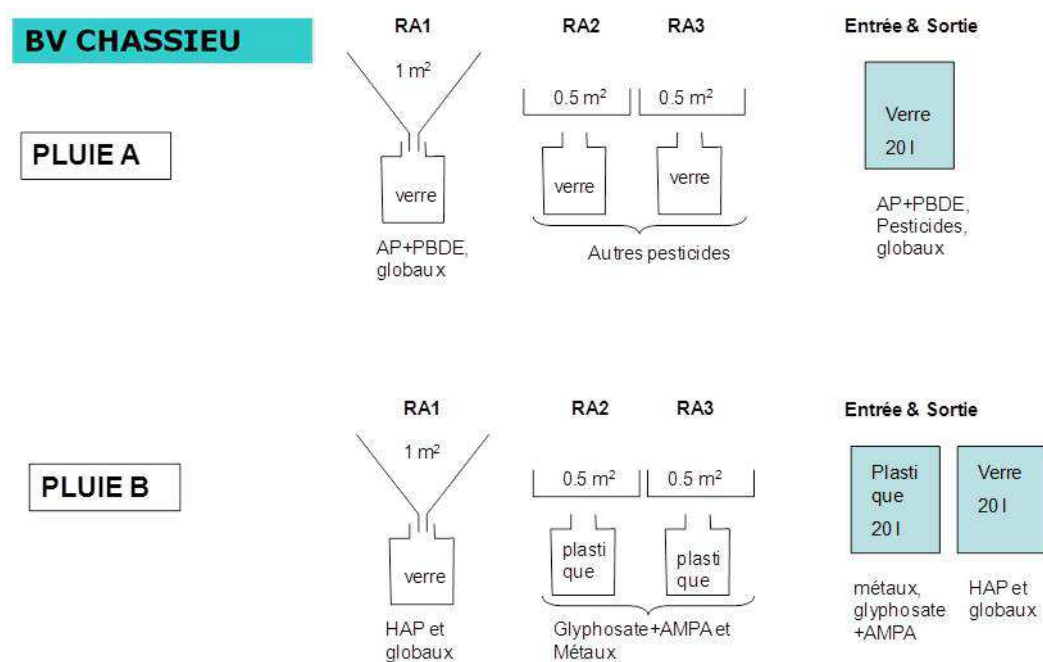 BV CHASSIEU
RA1
RA2
RA3
Entrée & Sortie
1 m²
0.5 m²
0.5 m²
Verre
20 l
PLUIE A
verre
verre
verre
AP+PBDE,
globaux
Autres pesticides
AP+PBDE,
Pesticides,
globaux
RA1
RA2
RA3
Entrée & Sortie
1 m²
0.5 m²
0.5 m²
Plasti
que
20 l
Verre
20 l
PLUIE B
verre
plasti
que
plasti
que
HAP et
globaux
Glyphosate+AMPA et
Métaux
métaux,
glyphosate
+AMPA
HAP et
globaux